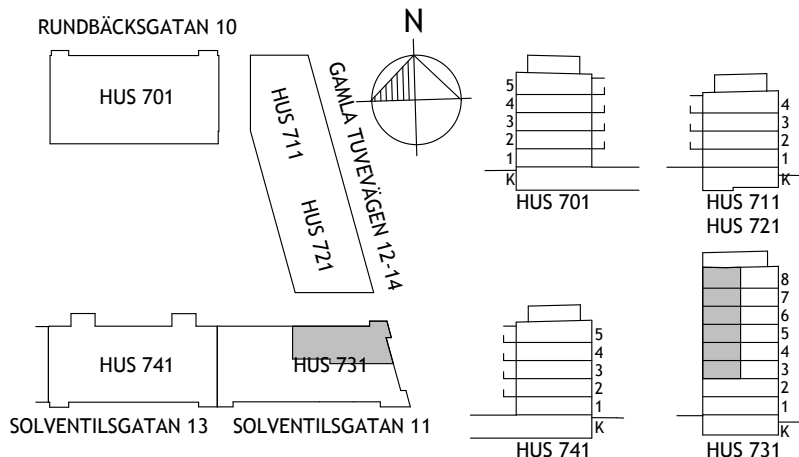 RUNDBÄCKSGATAN 10
HUS 701
HUS 711
HUS 721
GAMLA TUVEVÄGEN 12-14
N
5
4
3
2
1
K
HUS 701
4
3
2
1
K
HUS 711
HUS 721
HUS 741
HUS 731
SOLVENTILSGATAN 13
SOLVENTILSGATAN 11
5
4
3
2
1
K
HUS 741
8
7
6
5
4
3
2
1
K
HUS 731